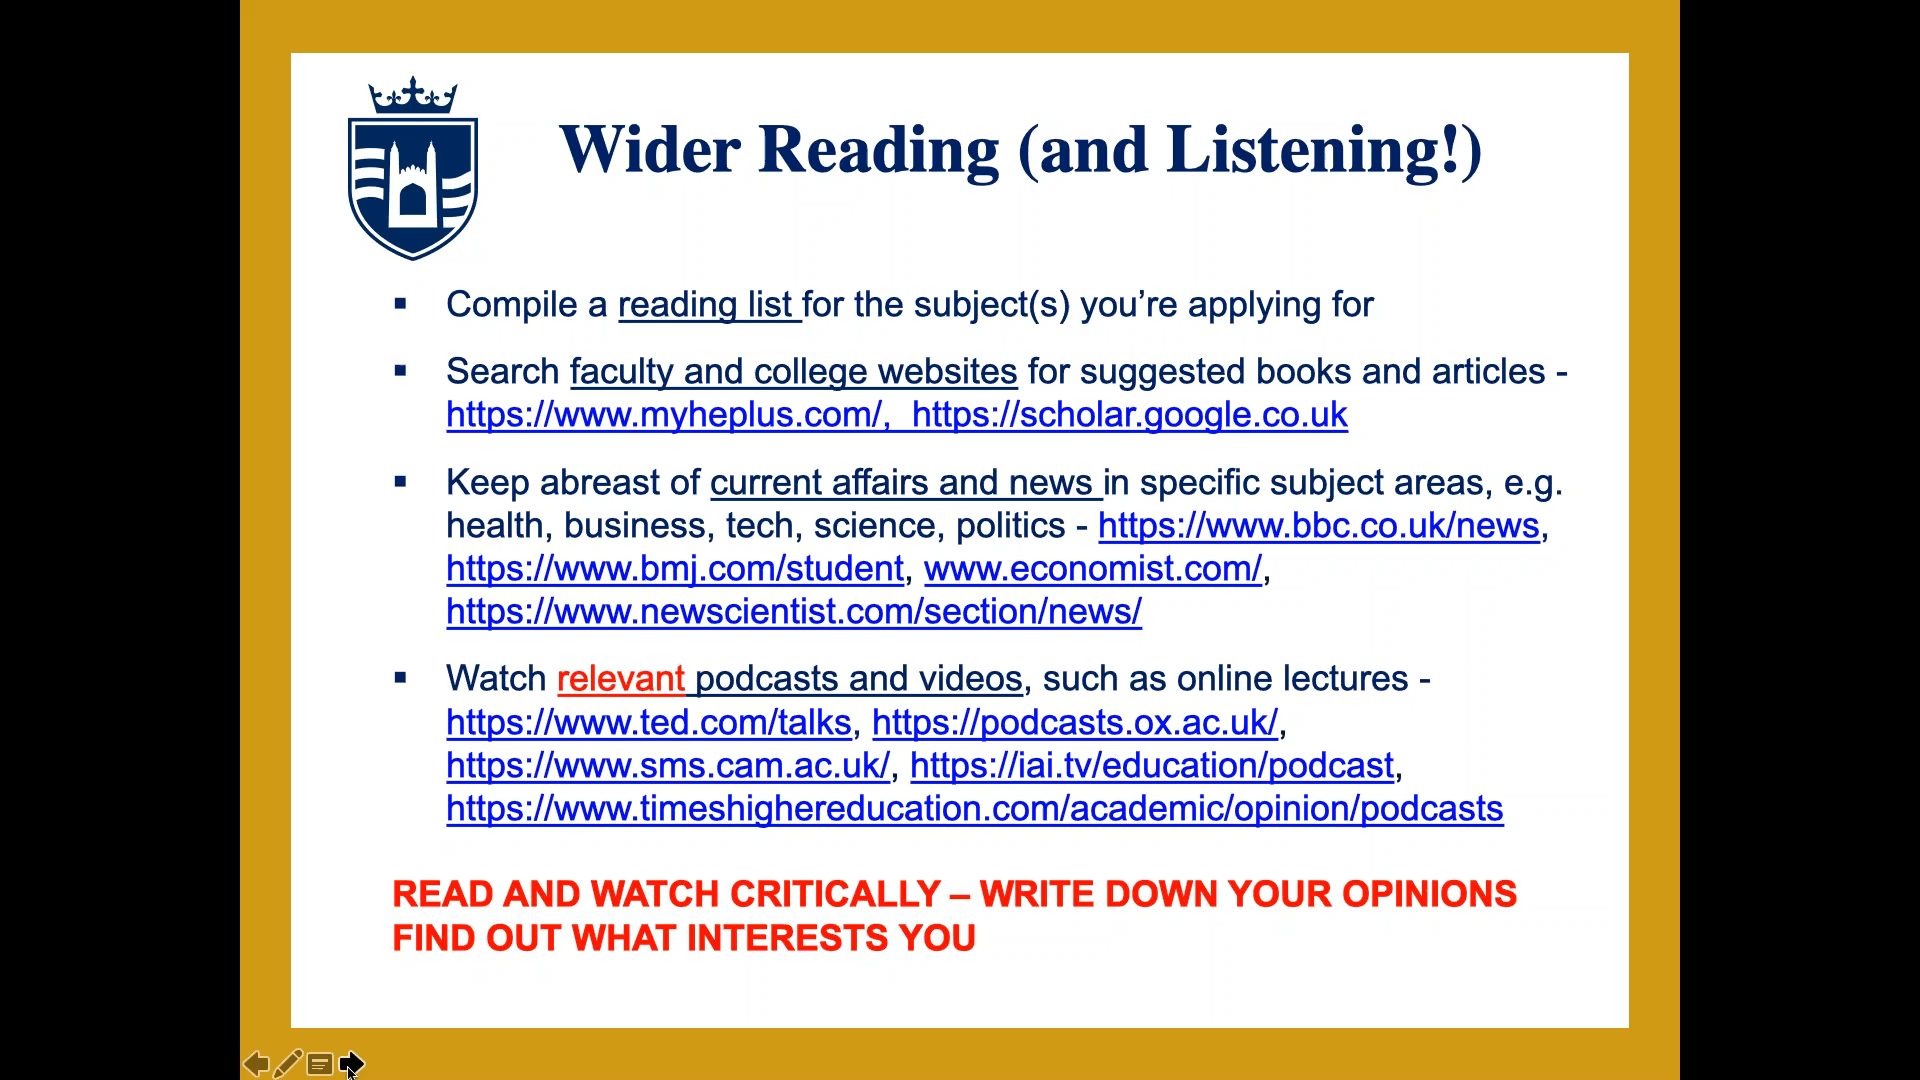 Wider Reading (and Listening!)
▪ Compile a reading list for the subject(s) you’re applying for
▪ Search faculty and college websites for suggested books and articles -
https://www.myheplus.com/, https://scholar.google.co.uk
▪ Keep abreast of current affairs and news in specific subject areas, e.g.
health, business, tech, science, politics - https://www.bbc.co.uk/news,
https://www.bmj.com/student, www.economist.com/,
https://www.newscientist.com/section/news/
▪ Watch relevant podcasts and videos, such as online lectures -
https://www.ted.com/talks, https://podcasts.ox.ac.uk/,
https://www.sms.cam.ac.uk/, https://iai.tv/education/podcast,
https://www.timeshighereducation.com/academic/opinion/podcasts
READ AND WATCH CRITICALLY – WRITE DOWN YOUR OPINIONS
FIND OUT WHAT INTERESTS YOU